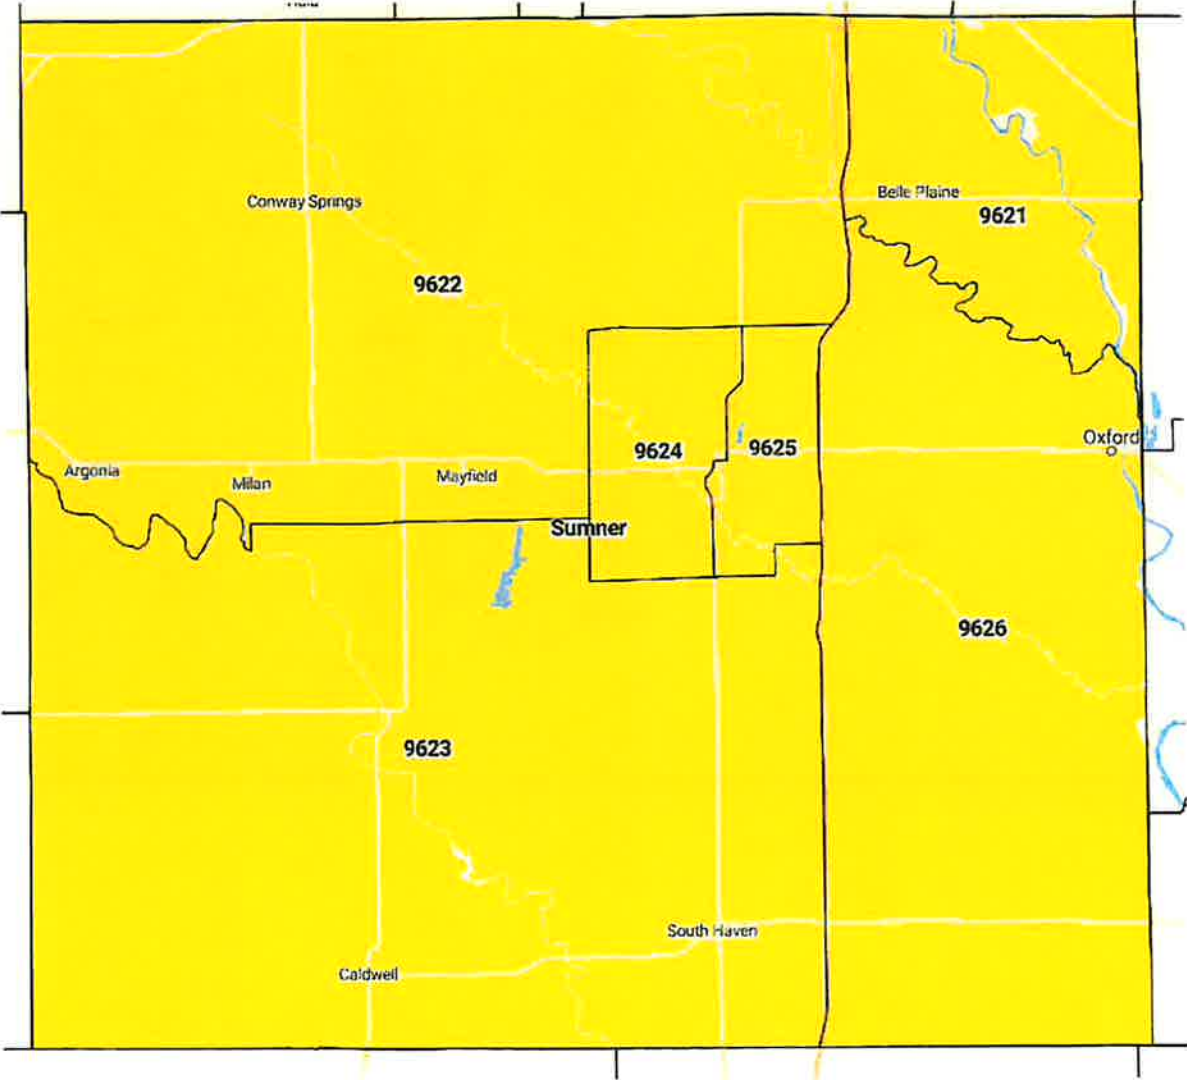 Belle Plaine
Conway Springs
9621
9622
Oxford
9624
9625
Argonia
Mayfield
Milan
Sumner
9626
9623
South Haven
Caldwell